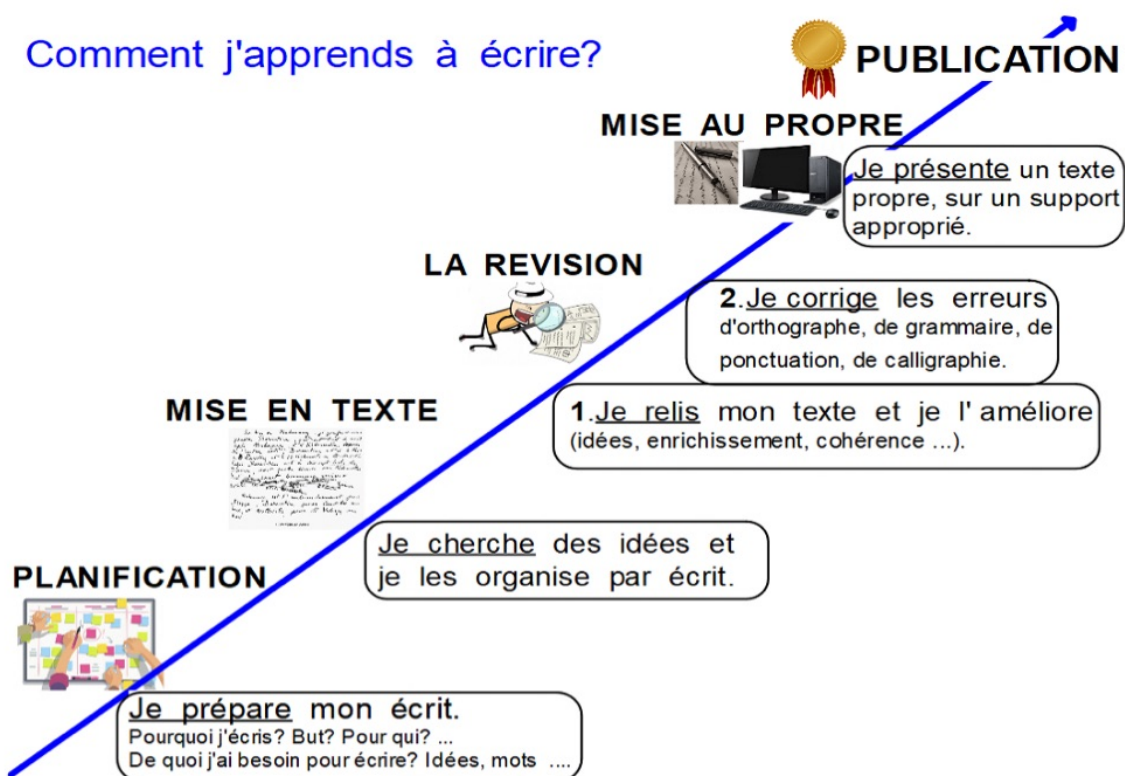 Comment j'apprends à écrire?
PUBLICATION
MISE AU PROPRE
Je présente un texte
propre, sur un support
approprié.
LA REVISION
2.Je corrige les erreurs
d'orthographe, de grammaire, de
ponctuation, de calligraphie.
1.Je relis mon texte et je l' améliore
(idées, enrichissement, cohérence ...).
MISE EN TEXTE
Je cherche des idées et
je les organise par écrit.
PLANIFICATION
Je prépare mon écrit.
Pourquoi j'écris? But? Pour qui? ...
De quoi j'ai besoin pour écrire? Idées, mots ....